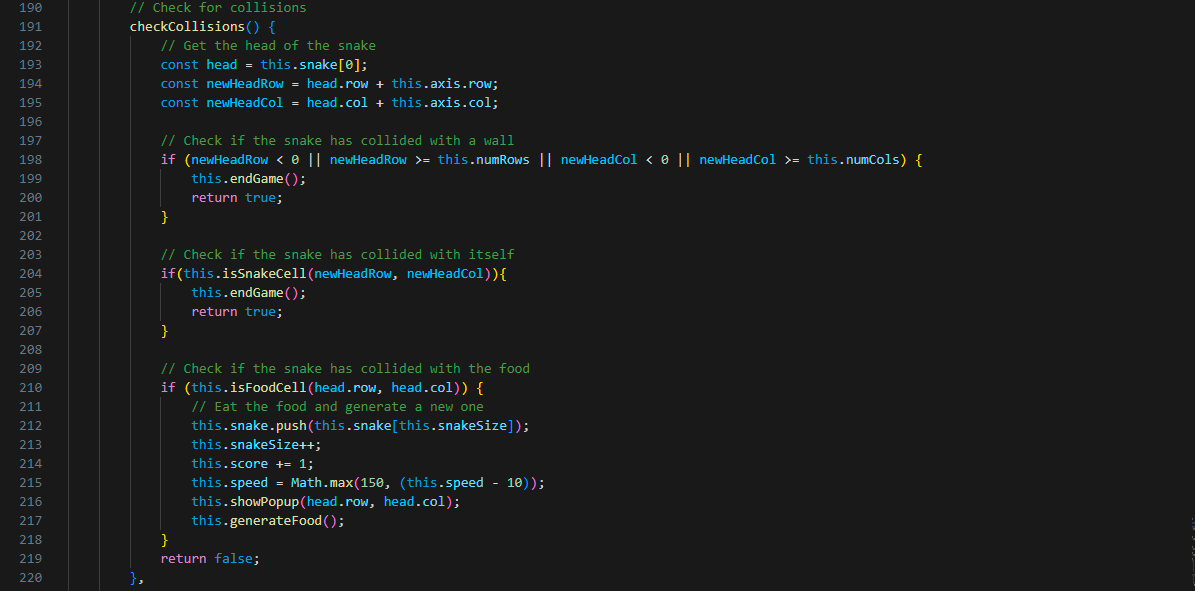 190 // Check for collisions
191 checkCollisions() {
192 // Get the head of the snake
193 const head = this.snake[0];
194 const newHeadRow = head.row + this.axis.row;
195 const newHeadCol = head.col + this.axis.col;
196
197 // Check if the snake has collided with a wall
198 if (newHeadRow < 0 || newHeadRow >= this.numRows || newHeadCol < 0 || newHeadCol >= this.numCols) {
199 this.endGame();
200 return true;
201 }
202
203 // Check if the snake has collided with itself
204 if(this.isSnakeCell(newHeadRow, newHeadCol)){
205 this.endGame();
206 return true;
207 }
208
209 // Check if the snake has collided with the food
210 if (this.isFoodCell(head.row, head.col)) {
211 // Eat the food and generate a new one
212 this.snake.push(this.snake[this.snakeSize]);
213 this.snakeSize++;
214 this.score += 1;
215 this.speed = Math.max(150, (this.speed - 10));
216 this.showPopup(head.row, head.col);
217 this.generateFood();
218 }
219 return false;
220 },